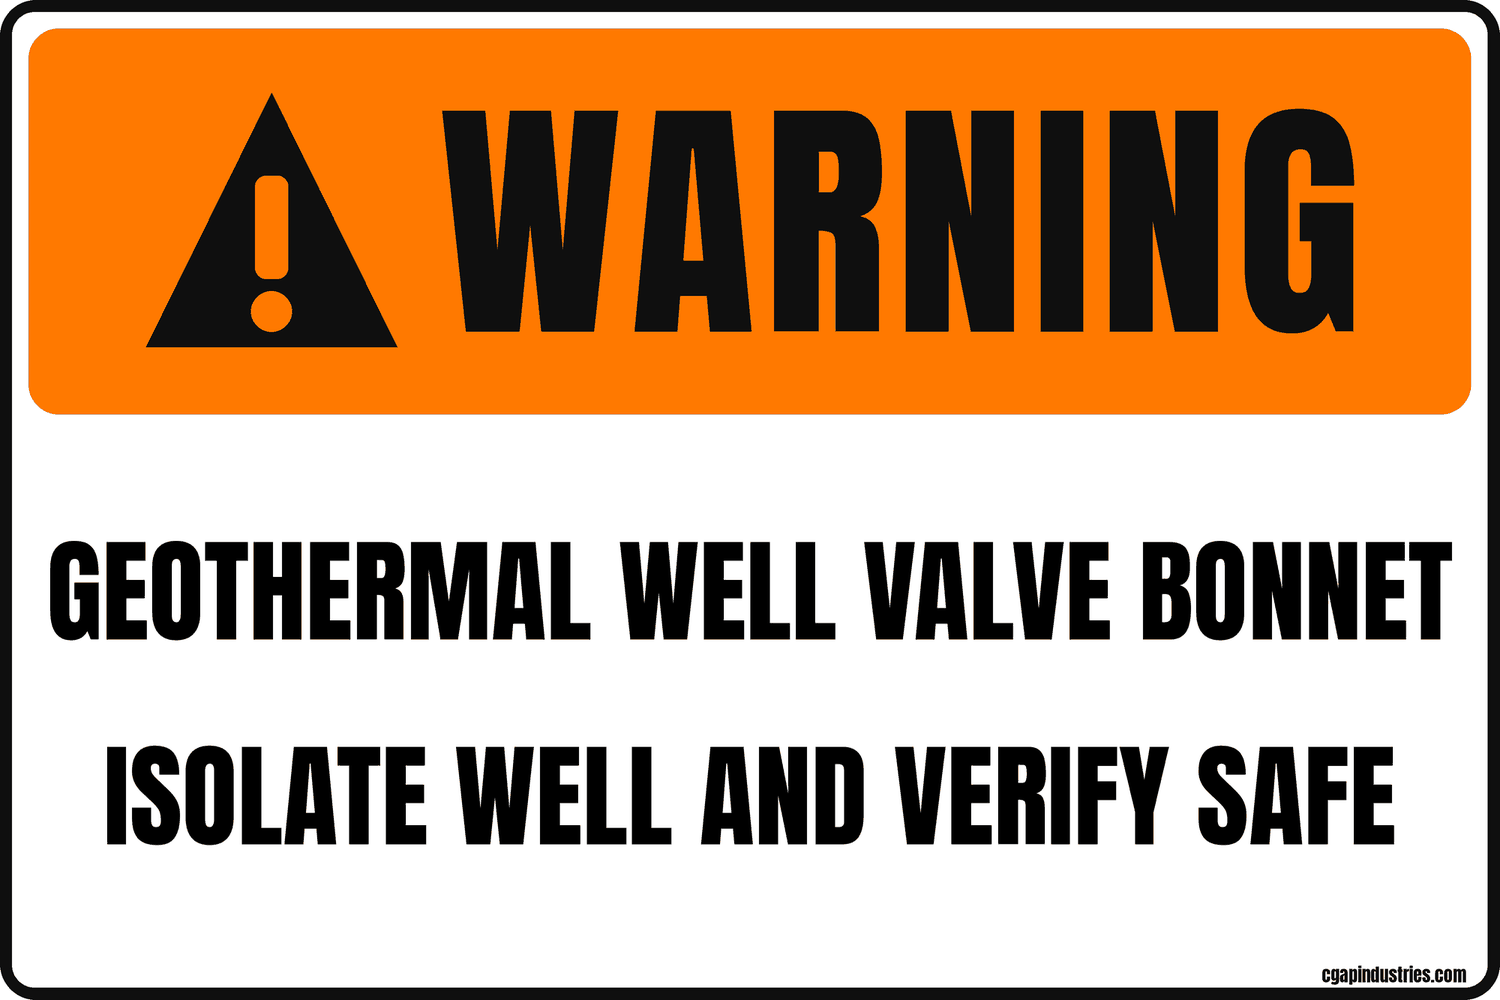 WARNING
GEOTHERMAL WELL VALVE BONNET
ISOLATE WELL AND VERIFY SAFE
cgapindustries.com